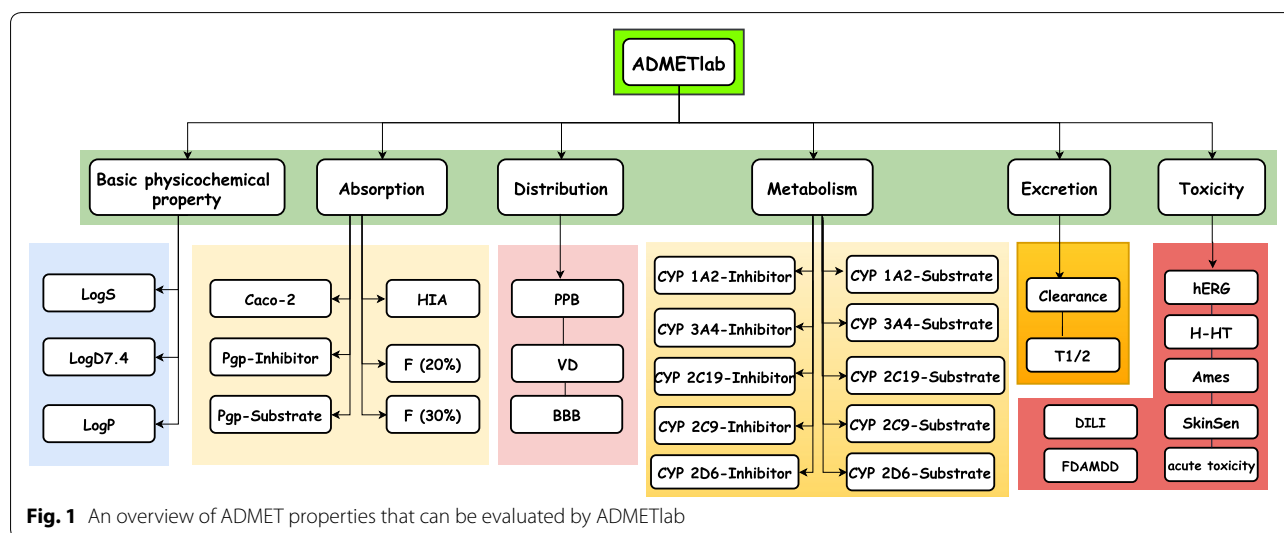 ADMETlab
Basic physicochemical
property
Absorption
Distribution
Metabolism
Excretion
Toxicity
LogS
LogD7.4
LogP
Caco-2
Pgp-Inhibitor
Pgp-Substrate
HIA
F (20%)
F (30%)
PPB
VD
BBB
CYP 1A2-Inhibitor
CYP 3A4-Inhibitor
CYP 2C19-Inhibitor
CYP 2C9-Inhibitor
CYP 2D6-Inhibitor
CYP 1A2-Substrate
CYP 3A4-Substrate
CYP 2C19-Substrate
CYP 2C9-Substrate
CYP 2D6-Substrate
Clearance
T1/2
hERG
H-HT
Ames
SkinSen
acute toxicity
DILI
FDAMDD
Fig. 1 An overview of ADMET properties that can be evaluated by ADMETlab